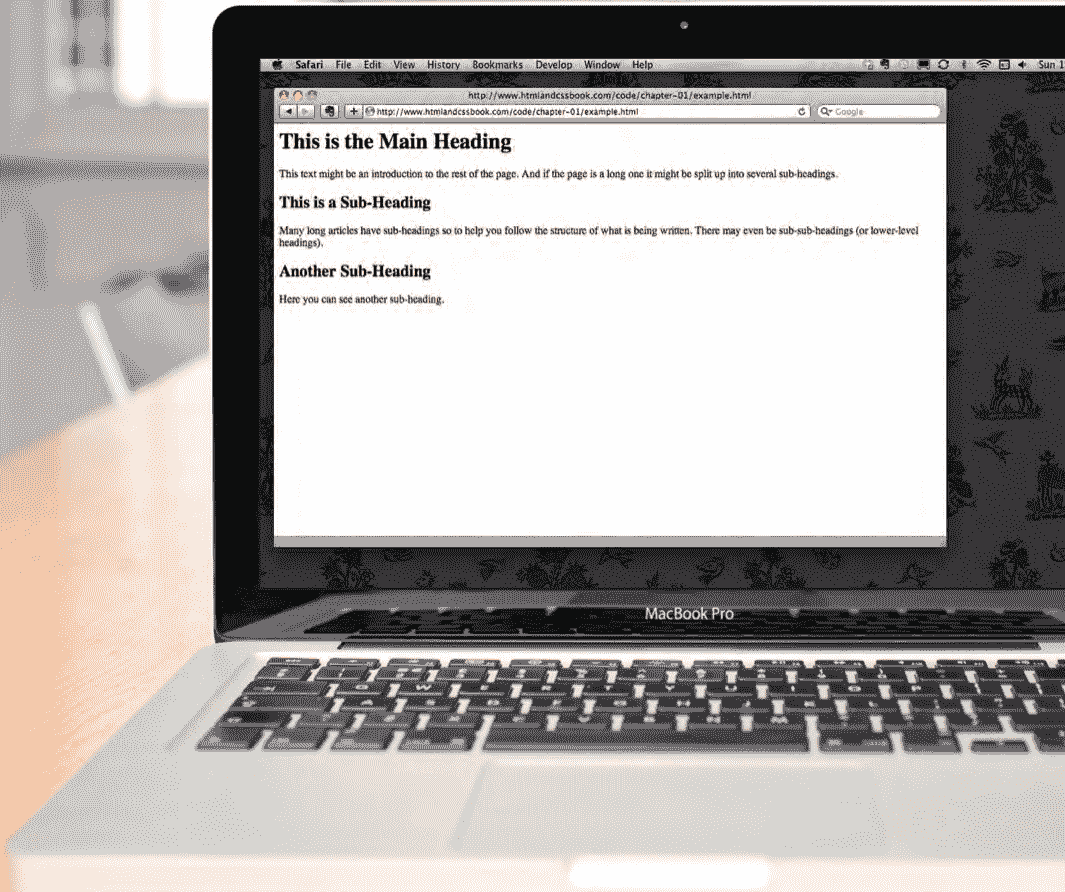 Safari File Edit View History Bookmarks Develop Window Help Sun 1
http://www.htmlandcssbook.com/code/chapter-01/example.html
http://www.htmlandcssbook.com/code/chapter-01/example.html Google
This is the Main Heading
This text might be an introduction to the rest of the page. And if the page is a long one it might be split up into several sub-headings.
This is a Sub-Heading
Many long articles have sub-headings so to help you follow the structure of what is being written. There may even be sub-sub-headings (or lower-level
headings).
Another Sub-Heading
Here you can see another sub-heading.
MacBook Pro